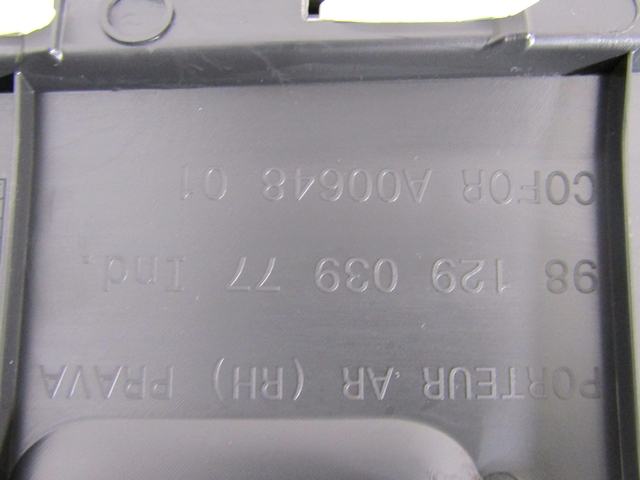 PORTEUR AR (RH) PRAVA
98 129 039 77 Ind.
COFOR A00648 01